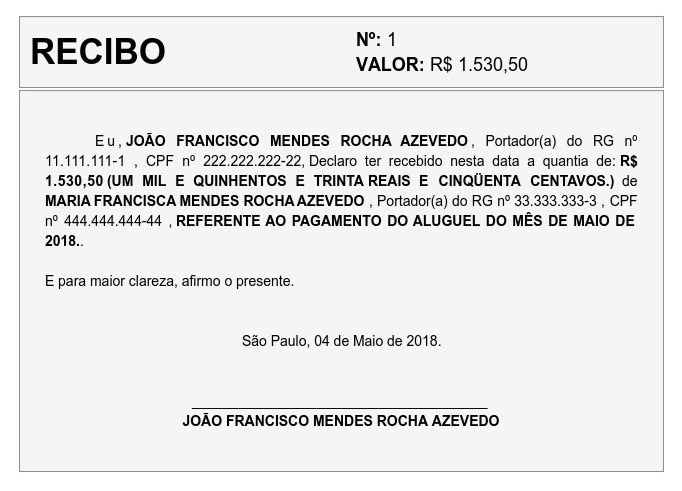 RECIBO
Nº: 1
VALOR: R$ 1.530,50
Eu, JOÃO FRANCISCO MENDES ROCHA AZEVEDO, Portador(a) do RG nº
11.111.111-1 , CPF nº 222.222.222-22, Declaro ter recebido nesta data a quantia de: R$
1.530,50 (UM MIL E QUINHENTOS E TRINTA REAIS E CINQÜENTA CENTAVOS.) de
MARIA FRANCISCA MENDES ROCHA AZEVEDO , Portador(a) do RG nº 33.333.333-3 , CPF
nº 444.444.444-44 , REFERENTE AO PAGAMENTO DO ALUGUEL DO MÊS DE MAIO DE
2018..
E para maior clareza, afirmo o presente.
São Paulo, 04 de Maio de 2018.
JOÃO FRANCISCO MENDES ROCHA AZEVEDO